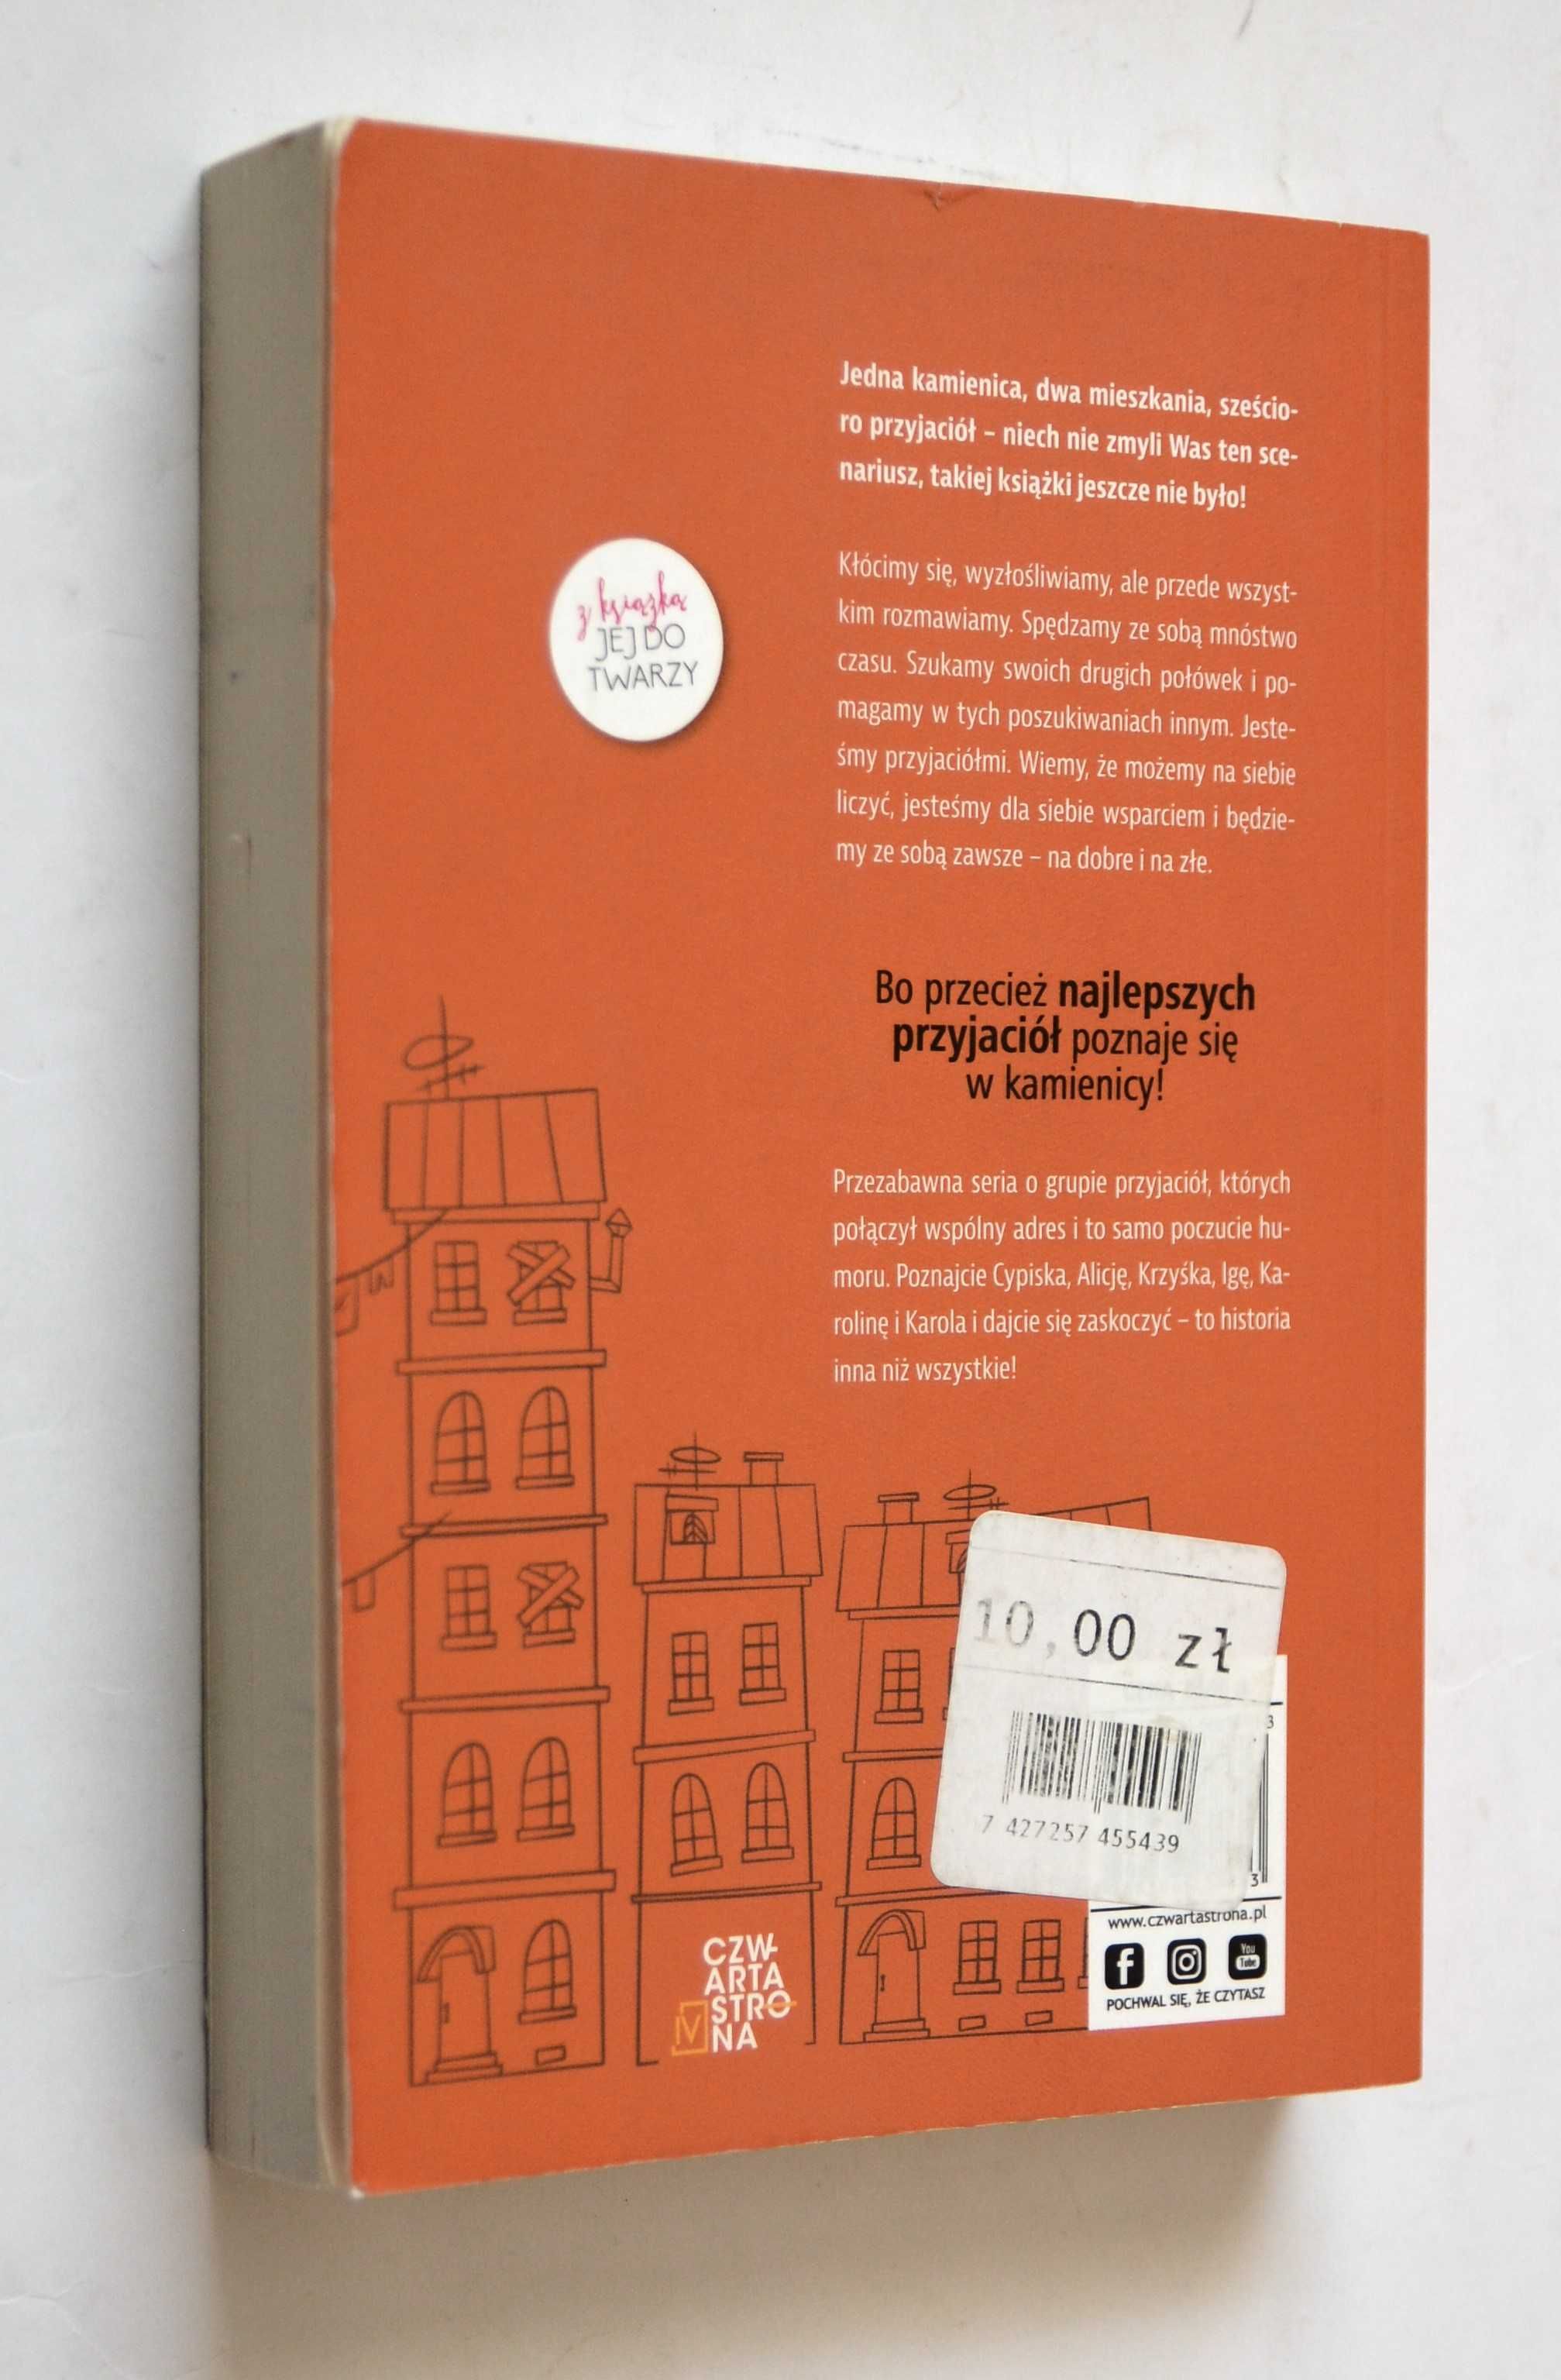 Jedna kamienica, dwa mieszkania, sześcio-
ro przyjaciół – niech nie zmyli Was ten sce-
nariusz, takiej książki jeszcze nie było!
z książką
JEJ DO
TWARZY
Kłócimy się, wyzłośliwiamy, ale przede wszyst-
kim rozmawiamy. Spędzamy ze sobą mnóstwo
czasu. Szukamy swoich drugich połówek i po-
magamy w tych poszukiwaniach innym. Jeste-
śmy przyjaciółmi. Wiemy, że możemy na siebie
liczyć, jesteśmy dla siebie wsparciem i będzie-
my ze sobą zawsze – na dobre i na złe.
Bo przecież najlepszych
przyjaciół poznaje się
w kamienicy!
Przezabawna seria o grupie przyjaciół, których
połączył wspólny adres i to samo poczucie hu-
moru. Poznajcie Cypiska, Alicję, Krzyśka, Igę, Ka-
rolinę i Karola i dajcie się zaskoczyć – to historia
inna niż wszystkie!
10,00 zł
7 427257 455439
3
3
www.czwartastrona.pl
f
You
Tube
POCHWAL SIĘ, ŻE CZYTASZ
CZW-
ARTA
STRO
IV NA